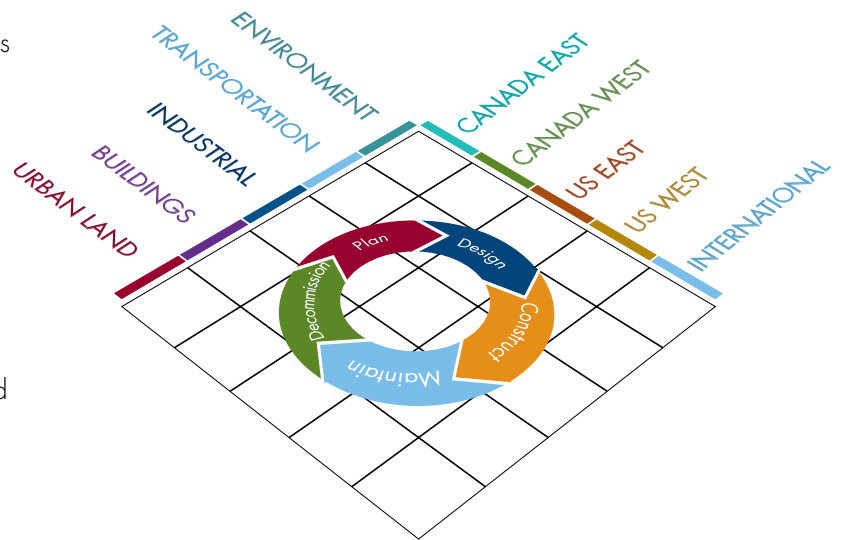 s
ENVIRONMENT
TRANSPORTATION
INDUSTRIAL
BUILDINGS
URBAN LAND
CANADA EAST
CANADA WEST
US EAST
US WEST
INTERNATIONAL
Plan
Design
Construct
Maintain
Decommission
d